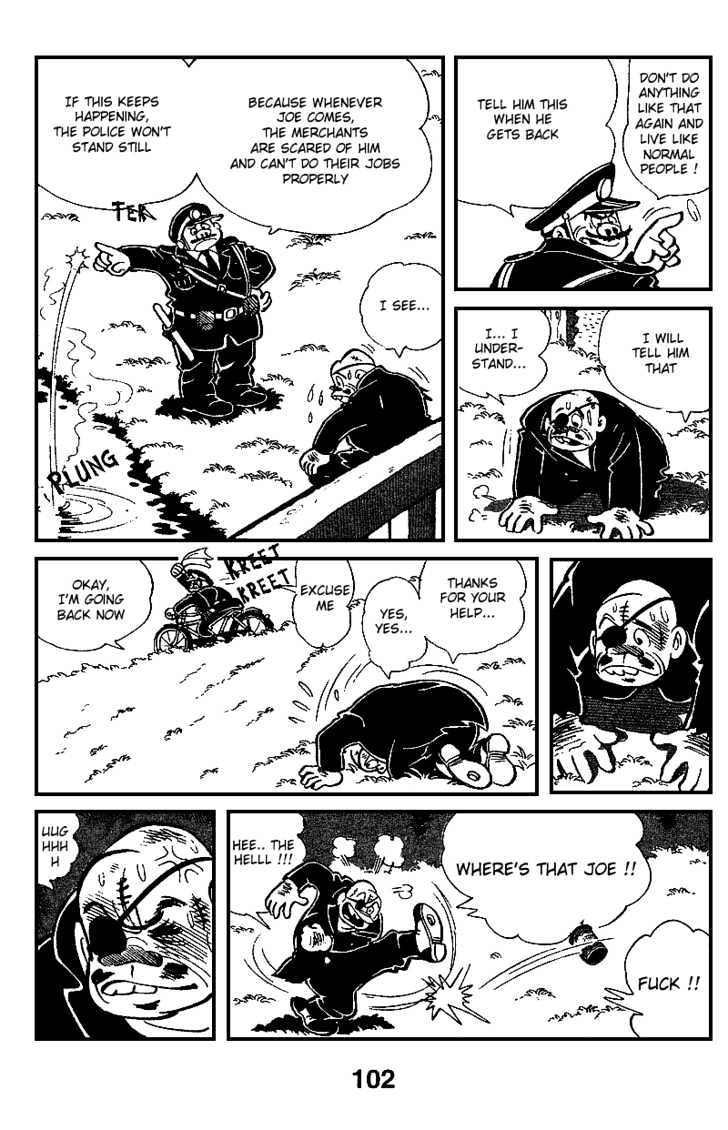 IF THIS KEEPS
HAPPENING,
THE POLICE WON'T
STAND STILL
BECAUSE WHENEVER
JOE COMES,
THE MERCHANTS
ARE SCARED OF HIM
AND CAN'T DO THEIR JOBS
PROPERLY
I SEE...
PLUNG
TELL HIM THIS
WHEN HE
GETS BACK
DON'T DO
ANYTHING
LIKE THAT
AGAIN AND
LIVE LIKE
NORMAL
PEOPLE !
I... I
UNDER-
STAND...
I WILL
TELL HIM
THAT
OKAY,
I'M GOING
BACK NOW
KREET
KREET
EXCUSE
ME
YES,
YES...
THANKS
FOR YOUR
HELP...
UUG
HHH
H
HEE.. THE
HELLL !!!
WHERE'S THAT JOE !!
FUCK !!
102